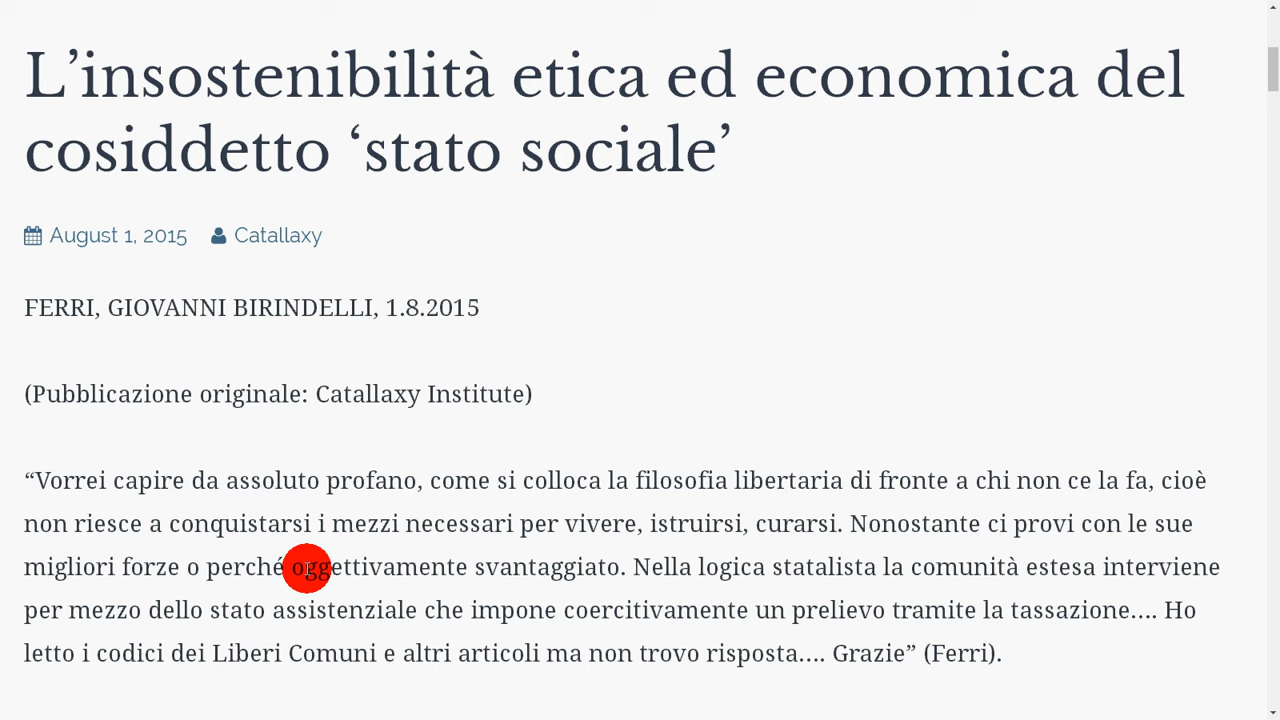 L’insostenibilità etica ed economica del
cosiddetto ‘stato sociale’
August 1, 2015 Catallaxy
FERRI, GIOVANNI BIRINDELLI, 1.8.2015
(Pubblicazione originale: Catallaxy Institute)
“Vorrei capire da assoluto profano, come si colloca la filosofia libertaria di fronte a chi non ce la fa, cioè
non riesce a conquistarsi i mezzi necessari per vivere, istruirsi, curarsi. Nonostante ci provi con le sue
migliori forze o perché oggettivamente svantaggiato. Nella logica statalista la comunità estesa interviene
per mezzo dello stato assistenziale che impone coercitivamente un prelievo tramite la tassazione…. Ho
letto i codici dei Liberi Comuni e altri articoli ma non trovo risposta…. Grazie” (Ferri).